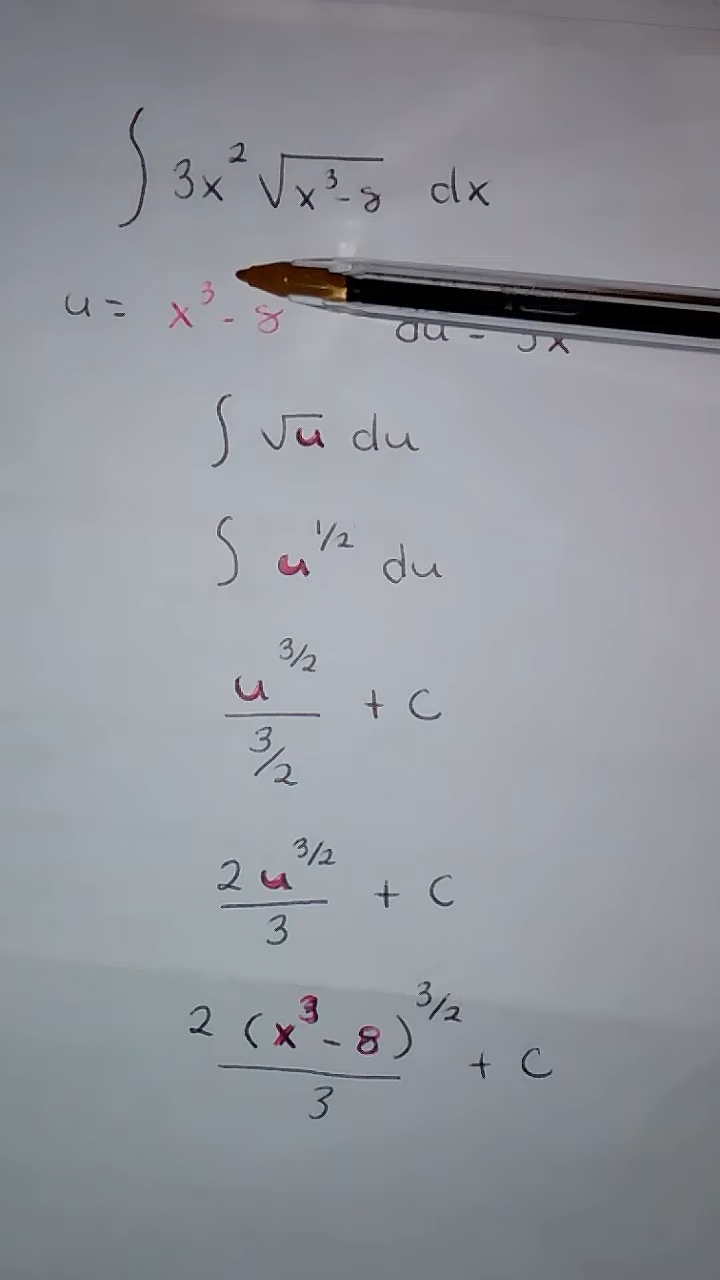 ∫ 3x² √(x³-8) dx
u = x³ - 8
∫ √u du
∫ u^1/2 du
u^3/2 / 3/2 + C
2u^3/2 / 3 + C
2 (x³ - 8)^3/2 / 3 + C